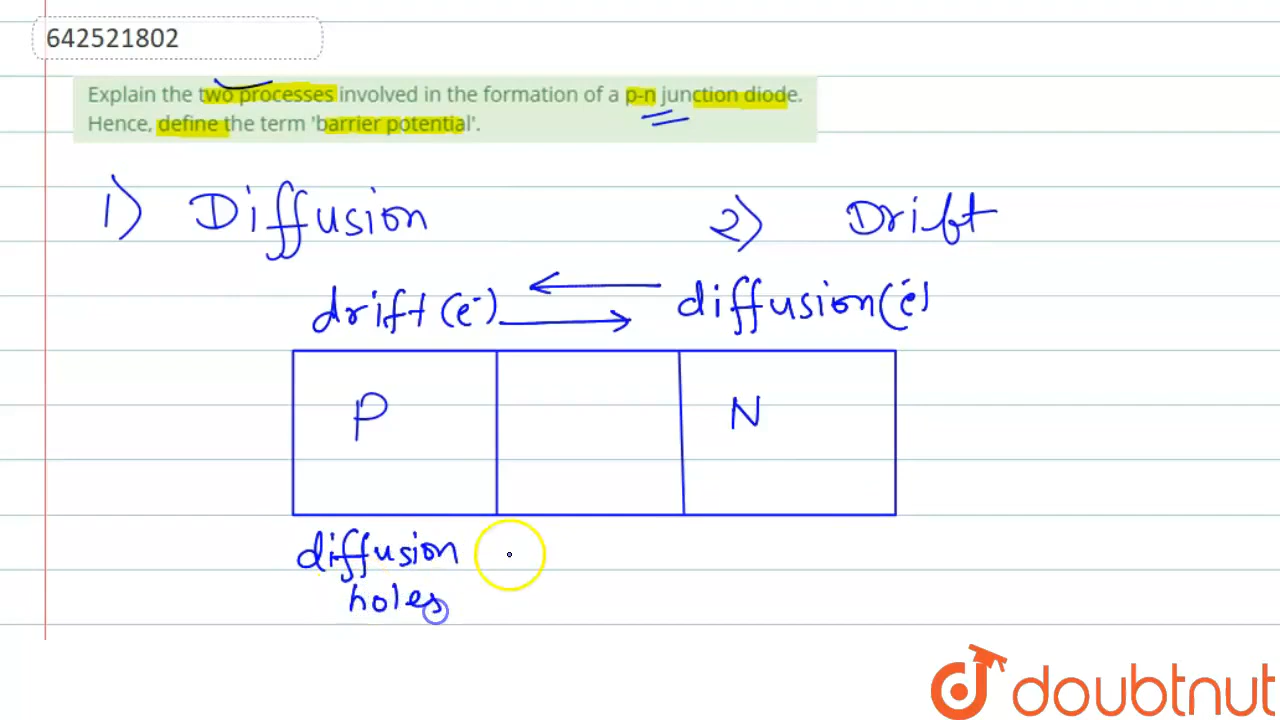 642521802
Explain the two processes involved in the formation of a p-n junction diode.
Hence, define the term 'barrier potential'.
1) Diffusion 2) Drift
drift (e-) diffusion (e-)
P N
diffusion
holes
doubtnut